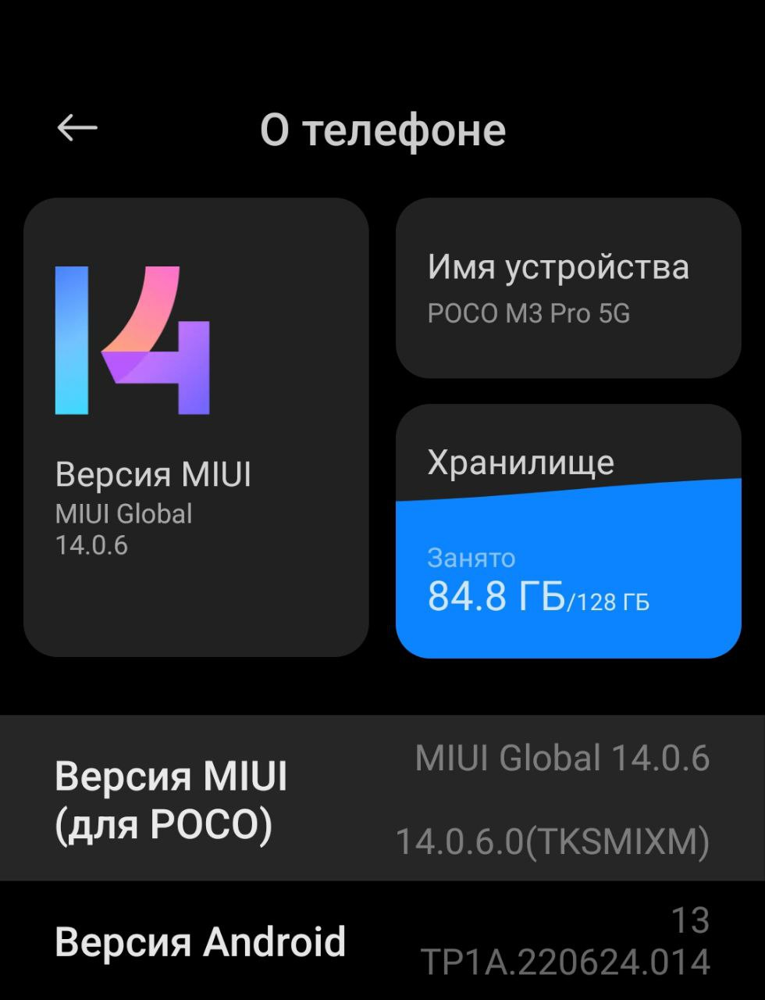 О телефоне
14
Версия MIUI
MIUI Global
14.0.6
Имя устройства
POCO M3 Pro 5G
Хранилище
Занято
84.8 ГБ/128 ГБ
Версия MIUI
(для POCO)
MIUI Global 14.0.6
14.0.6.0(TKSMIXM)
Версия Android
13
TP1A.220624.014